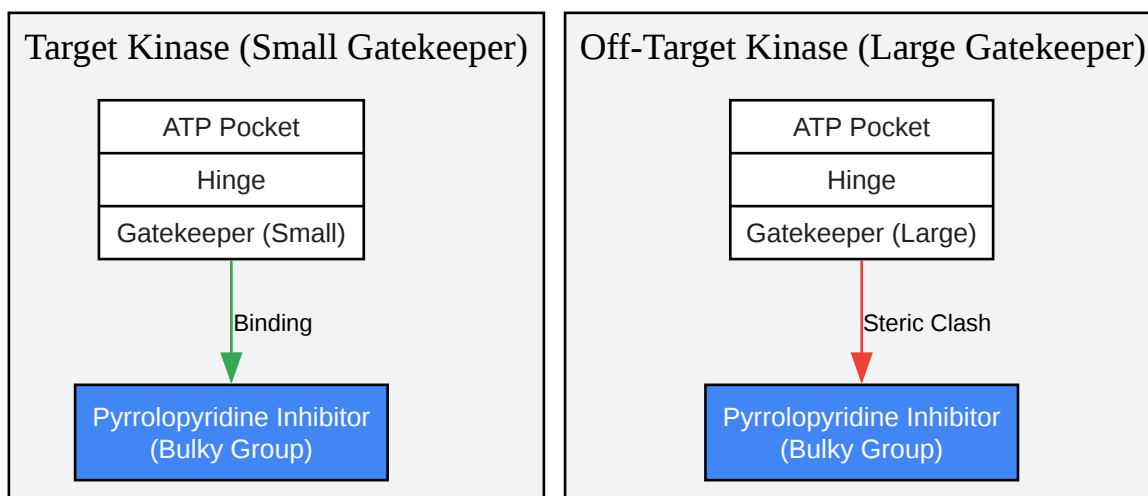 Target Kinase (Small Gatekeeper)
ATP Pocket
Hinge
Gatekeeper (Small)
Binding
Pyrrolopyridine Inhibitor
(Bulky Group)
Off-Target Kinase (Large Gatekeeper)
ATP Pocket
Hinge
Gatekeeper (Large)
Steric Clash
Pyrrolopyridine Inhibitor
(Bulky Group)